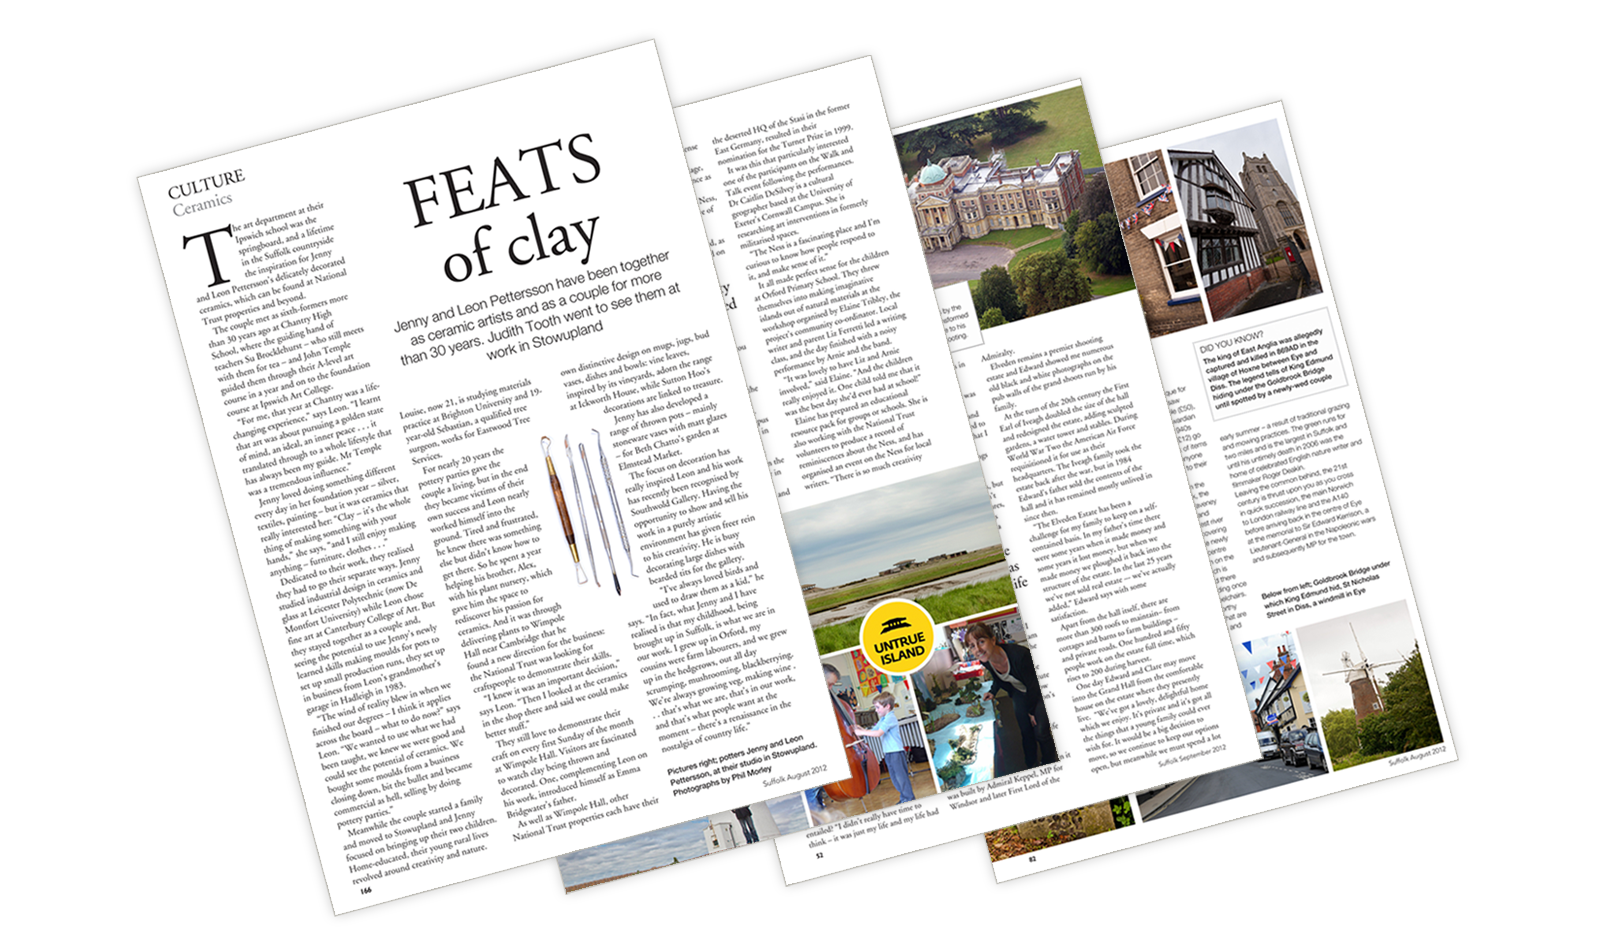 CULTURE
Ceramics
FEATS
of clay
Jenny and Leon Pettersson have been together
as ceramic artists and as a couple for more
than 30 years. Judith Tooth went to see them at
work in Stowupland
The art department at their
Ipswich school was the
springboard, and a lifetime
in the Suffolk countryside
the inspiration for Jenny
and Leon Pettersson's delicately decorated
ceramics, which can be found at National
Trust properties and beyond.
The couple met as sixth-formers more
than 30 years ago at Chantry High
School, where the guiding hand of
teachers Su Brocklehurst – who still meets
with them for tea – and John Temple
guided them through their A-level art
course in a year and on to the foundation
course at Ipswich Art College.
"For me, that year at Chantry was a life-
changing experience," says Leon. "I learnt
that art was about pursuing a golden state
of mind, an ideal, an inner peace . . . it
translated through to a whole lifestyle that
has always been my guide. Mr Temple
was a tremendous influence."
Jenny loved doing something different
every day in her foundation year – silver,
textiles, painting – but it was ceramics that
really interested her: "Clay – it's the whole
thing of making something with your
hands," she says, "and I still enjoy making
anything – furniture, clothes . . ."
Dedicated to their work, they realised
they had to go their separate ways. Jenny
studied industrial design in ceramics and
glass at Leicester Polytechnic (now De
Montfort University) while Leon chose
fine art at Canterbury College of Art. But
they stayed together as a couple and,
seeing the potential to use Jenny's newly
learned skills making moulds for pots to
set up small production runs, they set up
in business from Leon's grandmother's
garage in Hadleigh in 1983.
"The wind of reality blew in when we
finished our degrees – I think it applies
across the board – what to do now?" says
Leon. "We wanted to use what we had
been taught, we knew we were good and
could see the potential of ceramics. We
bought some moulds from a business
closing down, bit the bullet and became
commercial as hell, selling by doing
pottery parties."
Meanwhile the couple started a family
and moved to Stowupland and Jenny
focused on bringing up their two children.
Home-educated, their young rural lives
revolved around creativity and nature.
166
Louise, now 21, is studying materials
practice at Brighton University and 19-
year-old Sebastian, a qualified tree
surgeon, works for Eastwood Tree
Services.
For nearly 20 years the
pottery parties gave the
couple a living, but in the end
they became victims of their
own success and Leon nearly
worked himself into the
ground. Tired and frustrated,
he knew there was something
else but didn't know how to
get there. So he spent a year
helping his brother, Alex,
with his plant nursery, which
gave him the space to
rediscover his passion for
ceramics. And it was through
delivering plants to Wimpole
Hall near Cambridge that he
found a new direction for the business:
the National Trust was looking for
craftspeople to demonstrate their skills.
"I knew it was an important decision,"
says Leon. "Then I looked at the ceramics
in the shop there and said we could make
better stuff."
They still love to demonstrate their
craft on every first Sunday of the month
at Wimpole Hall. Visitors are fascinated
to watch clay being thrown and
decorated. One, complementing Leon on
his work, introduced himself as Emma
Bridgwater's father.
As well as Wimpole Hall, other
National Trust properties each have their
own distinctive design on mugs, jugs, bud
vases, dishes and bowls: vine leaves,
inspired by its vineyards, adorn the range
at Ickworth House, while Sutton Hoo's
decorations are linked to treasure.
Jenny has also developed a
range of thrown pots – mainly
stoneware vases with matt glazes
– for Beth Chatto's garden at
Elmstead Market.
The focus on decoration has
really inspired Leon and his work
has recently been recognised by
Southwold Gallery. Having the
opportunity to show and sell his
work in a purely artistic
environment has given freer rein
to his creativity. He is busy
decorating large dishes with
bearded tits for the gallery.
"I've always loved birds and
used to draw them as a kid," he
says. "In fact, what Jenny and I have
realised is that my childhood, being
brought up in Suffolk, is what we are in
our work. I grew up in Orford, my
cousins were farm labourers, and we grew
up in the hedgerows, out all day
scrumping, mushrooming, blackberrying.
We're always growing veg, making wine .
. . that's what we are, that's in our work,
and that's what people want at the
moment – there's a renaissance in the
nostalgia of country life."
Pictures right; potters Jenny and Leon
Pettersson, at their studio in Stowupland.
Photographs by Phil Morley
Suffolk August 2012
the deserted HQ of the Stasi in the former
East Germany, resulted in their
nomination for the Turner Prize in 1999.
It was this that particularly interested
one of the participants on the Walk and
Talk event following the performances.
Dr Caitlin DeSilvey is a cultural
geographer based at the University of
Exeter's Cornwall Campus. She is
researching art interventions in formerly
militarised spaces.
"The Ness is a fascinating place and I'm
curious to know how people respond to
it, and make sense of it."
It all made perfect sense for the children
at Orford Primary School. They threw
themselves into making imaginative
islands out of natural materials at the
workshop organised by Elaine Tribley, the
project's community co-ordinator. Local
writer and parent Liz Ferretti led a writing
class, and the day finished with a noisy
performance by Arnie and the band.
"It was lovely to have Liz and Arnie
involved," said Elaine. "And the children
really enjoyed it. One child told me that it
was the best day she'd ever had at school!"
Elaine has prepared an educational
resource pack for groups or schools. She is
also working with the National Trust
volunteers to produce a record of
reminiscences about the Ness, and has
organised an event on the Ness for local
writers. "There is so much creativity
UNTRUE
ISLAND
by the
ooting.
Admiralty.
Elveden remains a premier shooting
estate and Edward showed me numerous
old black and white photographs on the
pub walls of the grand shoots run by his
family.
At the turn of the 20th century the First
Earl of Iveagh doubled the size of the hall
and redesigned the estate, adding sculpted
gardens, a water tower and stables. During
World War Two the American Air Force
requisitioned it for use as their
headquarters. The Iveagh family took the
estate back after the war, but in 1984
Edward's father sold the contents of the
hall and it has remained mostly unlived in
since then.
"The Elveden Estate has been a
challenge for my family to keep on a self-
contained basis. In my father's time there
were some years when it made money and
some years it lost money, but when we
made money we ploughed it back into the
structure of the estate. In the last 25 years
we've not sold real estate — we've actually
added." Edward says with some
satisfaction.
Apart from the hall itself, there are
more than 300 roofs to maintain– from
cottages and barns to farm buildings –
and private roads. One hundred and fifty
people work on the estate full time, which
rises to 200 during harvest.
One day Edward and Clare may move
into the Grand Hall from the comfortable
house on the estate where they presently
live. "We've got a lovely, delightful home
which we enjoy. It's private and it's got all
the things that a young family could ever
wish for. It would be a big decision to
move, so we continue to keep our options
open, but meanwhile we must spend a lot
Suffolk September 2012
entailed? "I didn't really have time to
think – it was just my life and my life had
52
was built by Admiral Keppel, MP for
Windsor and later First Lord of the
DID YOU KNOW?
The king of East Anglia was allegedly
captured and killed in 869AD in the
village of Hoxne between Eye and
Diss. The legend tells of King Edmund
hiding under the Goldbrook Bridge
until spotted by a newly-wed couple
early summer – a result of traditional grazing
and mowing practices. The green runs for
two miles and is the largest in Suffolk and
until his untimely death in 2006 was the
home of celebrated English nature writer and
filmmaker Roger Deakin.
Leaving the common behind, the 21st
century is thrust upon you as you cross
in quick succession, the main Norwich
to London railway line and the A140
before arriving back in the centre of Eye
memorial to Sir Edward Kerrison, a
Lieutenant-General in the Napoleonic wars
and subsequently MP for the town.
Below from left; Goldbrook Bridge under
which King Edmund hid, St Nicholas
Street in Diss, a windmill in Eye
Suffolk August 2012
82